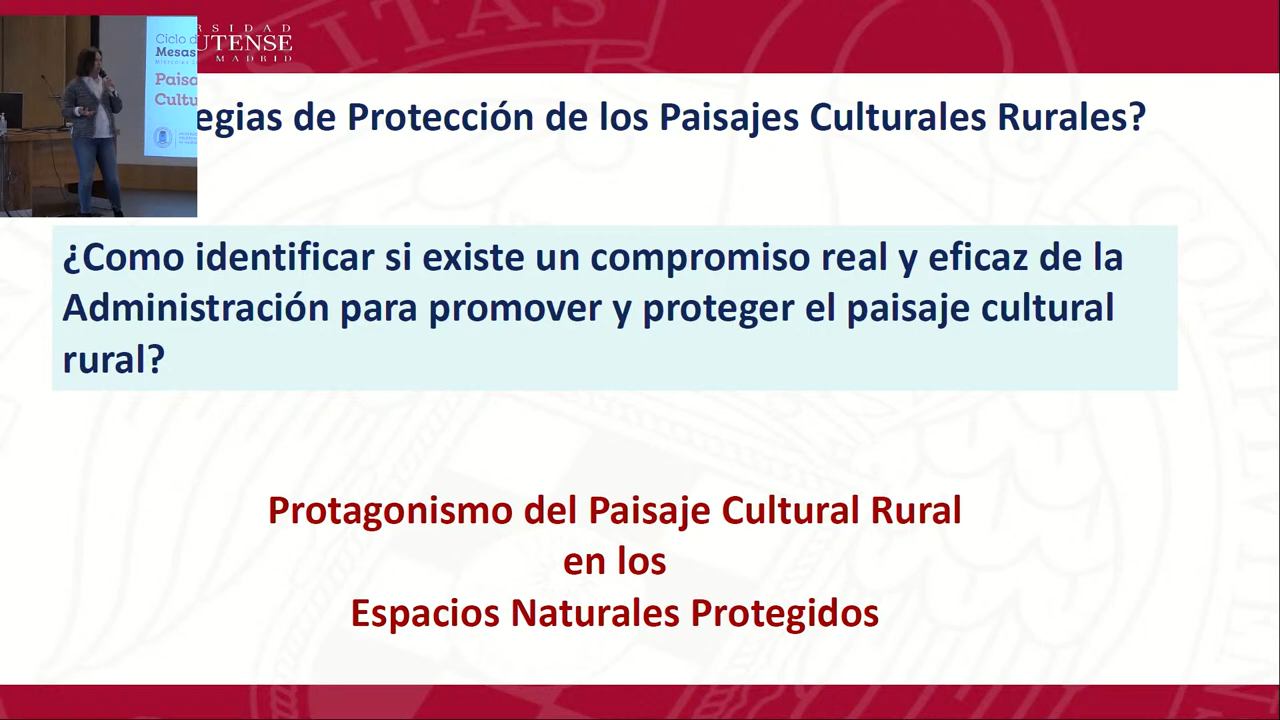 Ciclo d
Mesas
Paisa
Cultu
RSIDAD
UTENSE
MADRID
egias de Protección de los Paisajes Culturales Rurales?
¿Como identificar si existe un compromiso real y eficaz de la
Administración para promover y proteger el paisaje cultural
rural?
Protagonismo del Paisaje Cultural Rural
en los
Espacios Naturales Protegidos